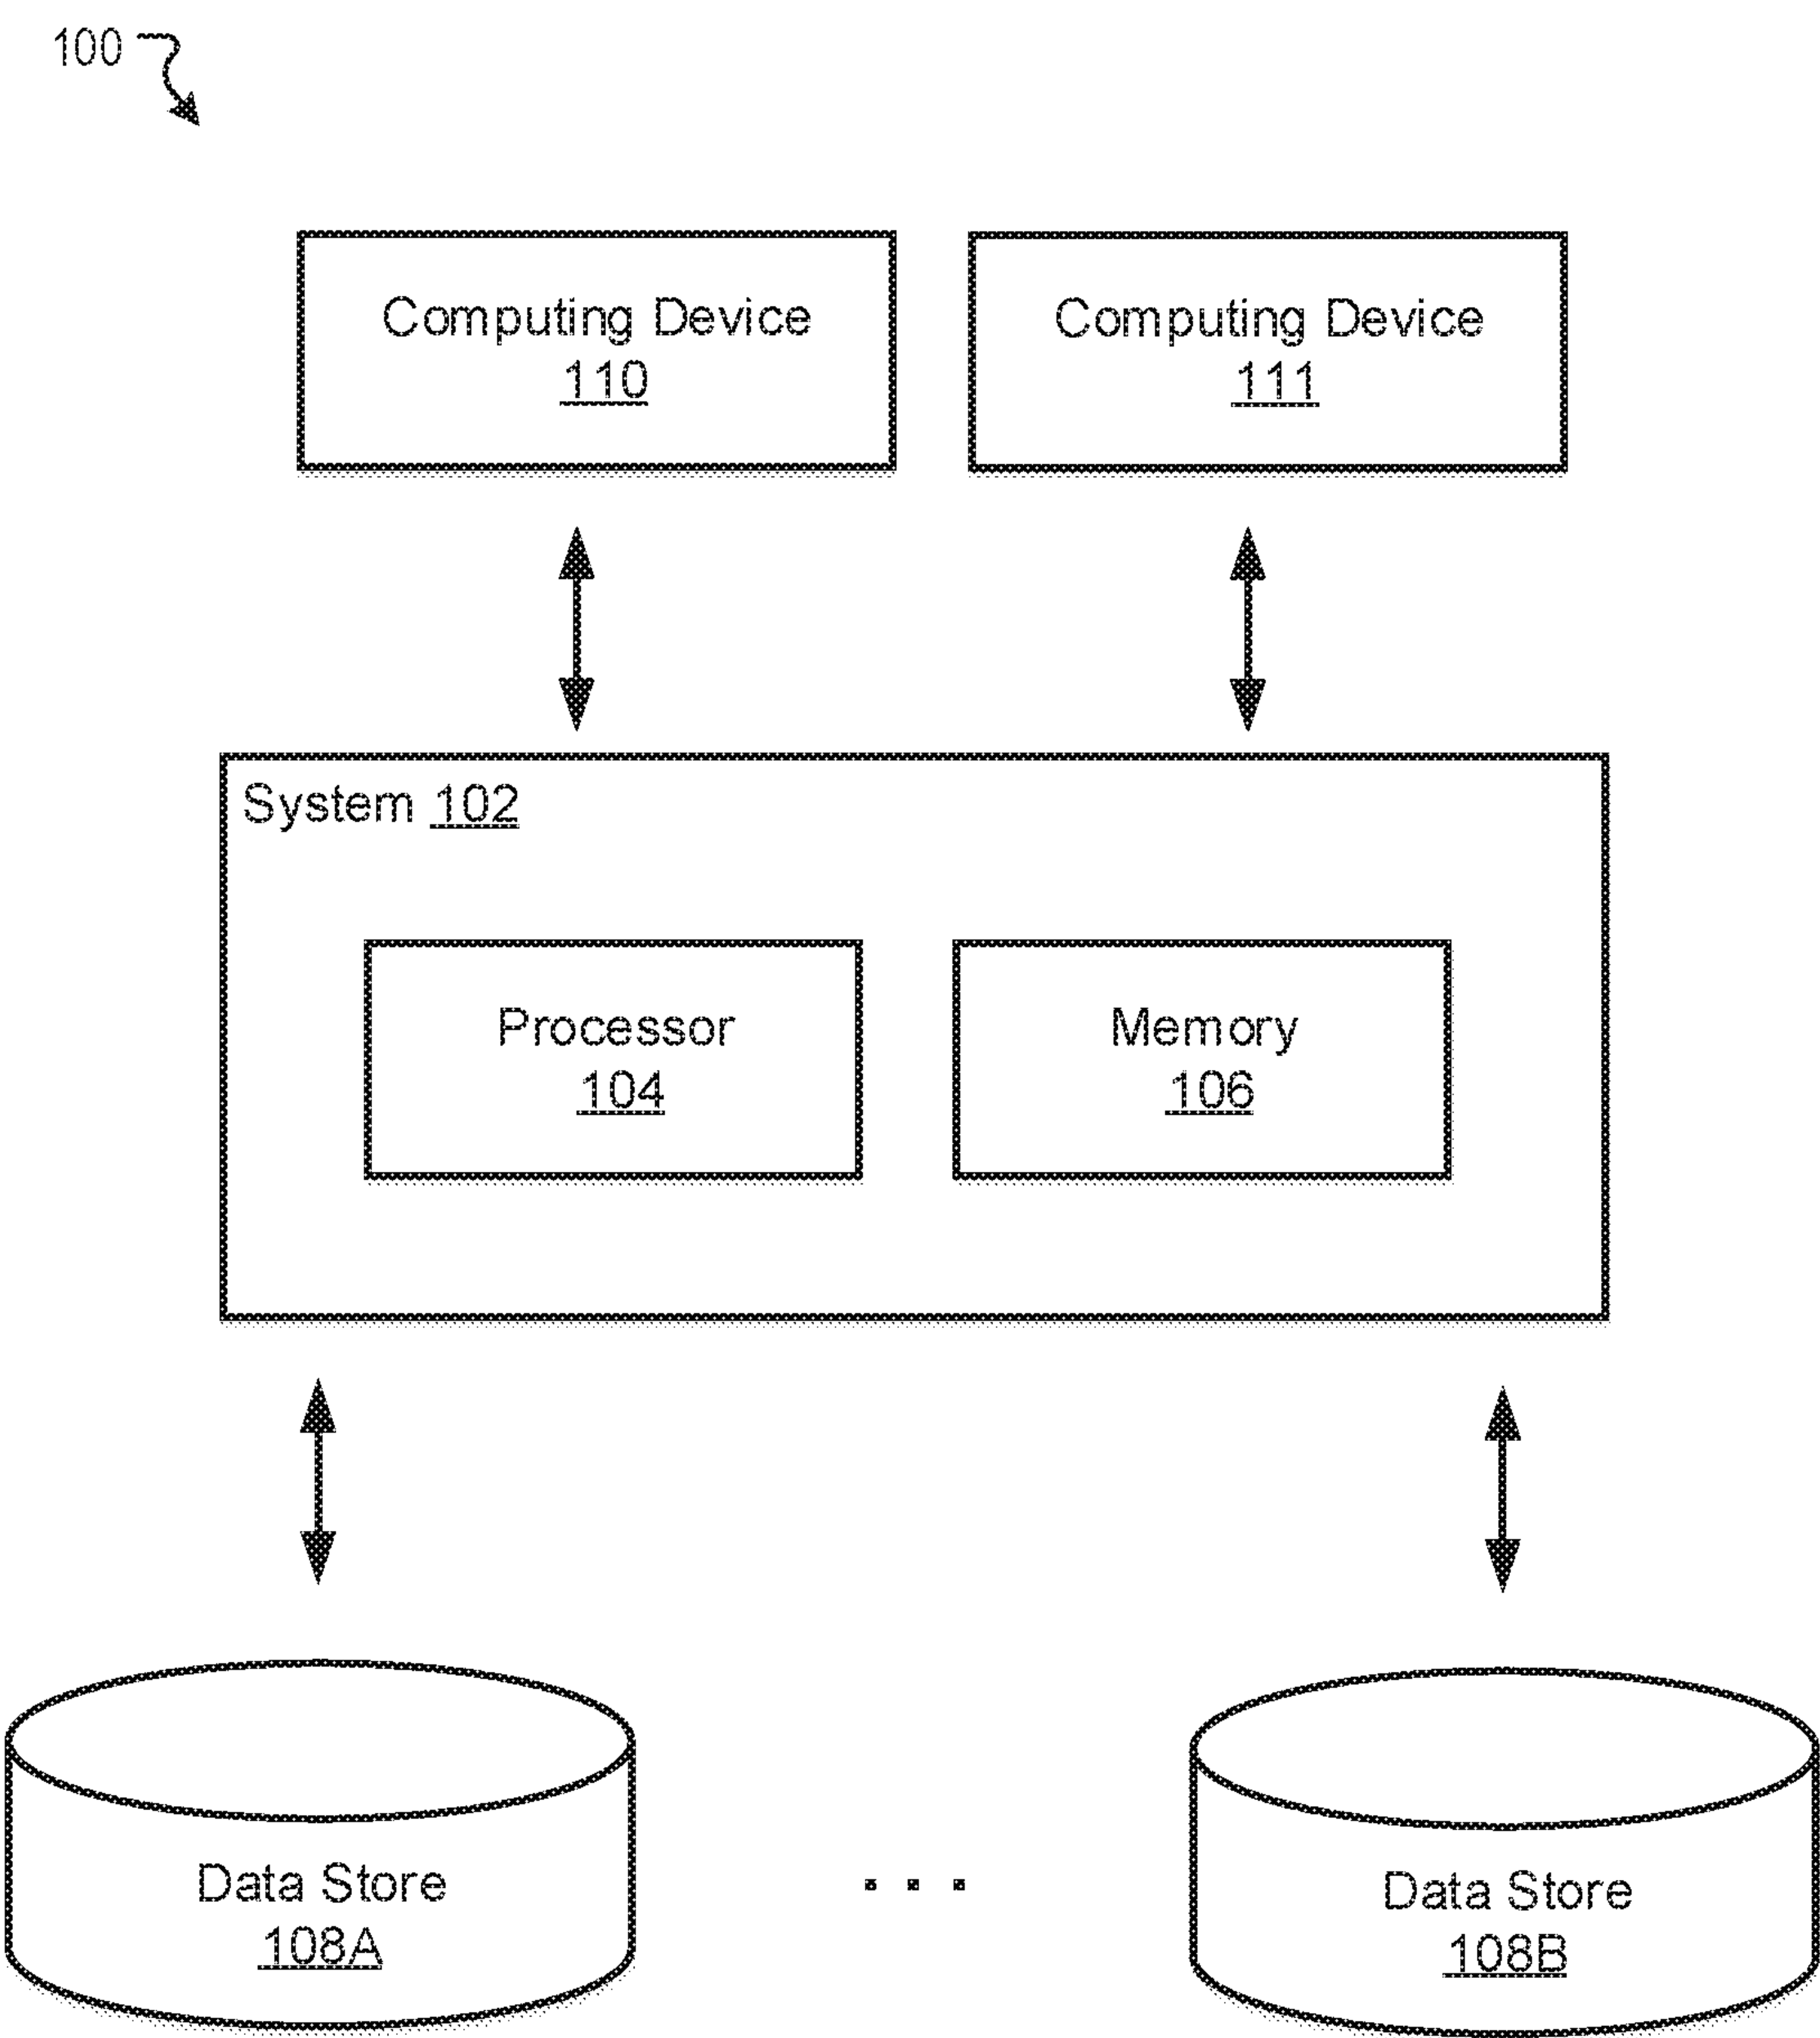 100
Computing Device
110
Computing Device
111
System 102
Processor
104
Memory
106
Data Store
108A
. . .
Data Store
108B